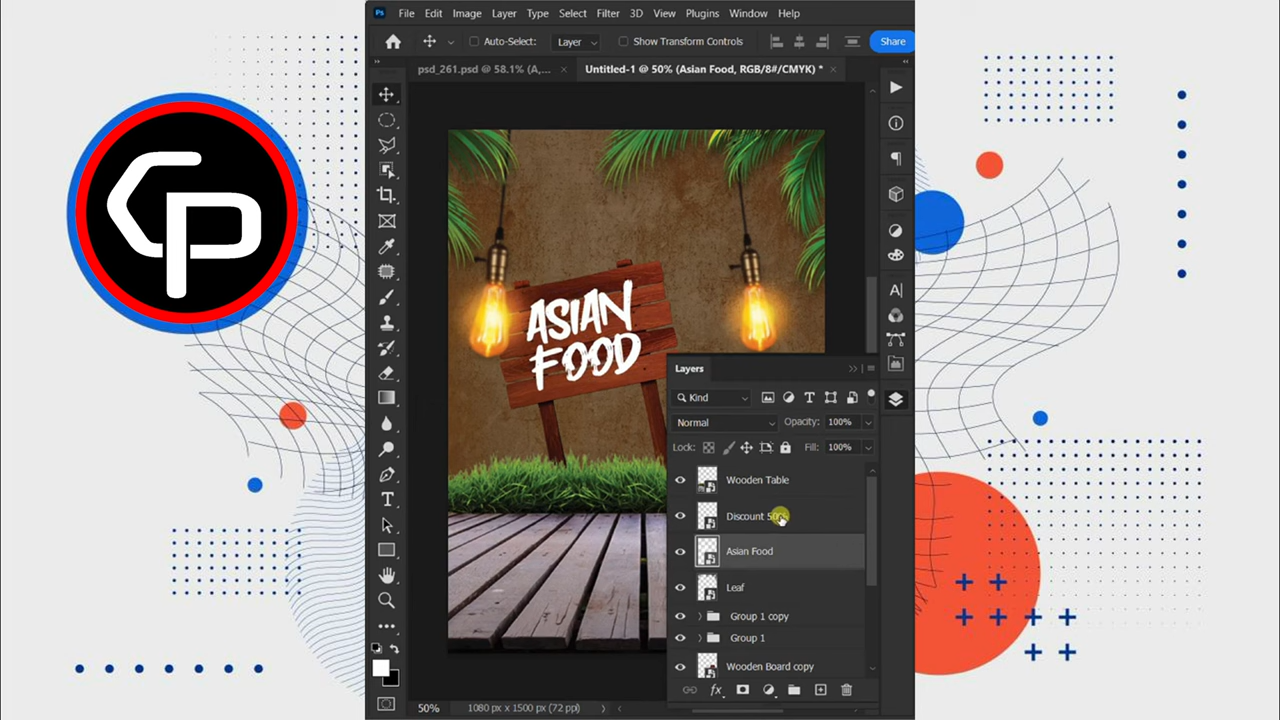 Ps File Edit Image Layer Type Select Filter 3D View Plugins Window Help
Auto-Select: Layer Show Transform Controls Share
psd_261.psd @ 58.1% (A,... × Untitled-1 @ 50% (Asian Food, RGB/8#/CMYK) * ×
CP
ASIAN
FOOD
Layers
Kind
Normal Opacity: 100%
Lock: Fill: 100%
Wooden Table
Discount 50%
Asian Food
Leaf
Group 1 copy
Group 1
Wooden Board copy
fx
50% 1080 px x 1500 px (72 ppi)